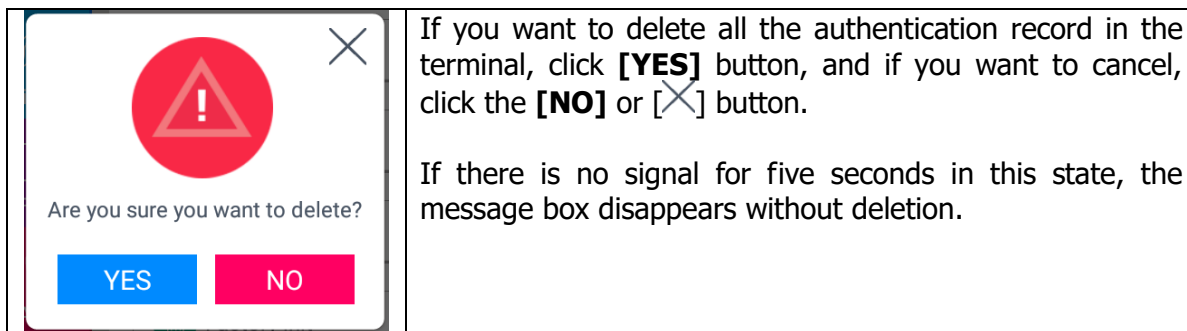 !
Are you sure you want to delete?
YES NO
If you want to delete all the authentication record in the
terminal, click [YES] button, and if you want to cancel,
click the [NO] or [X] button.
If there is no signal for five seconds in this state, the
message box disappears without deletion.